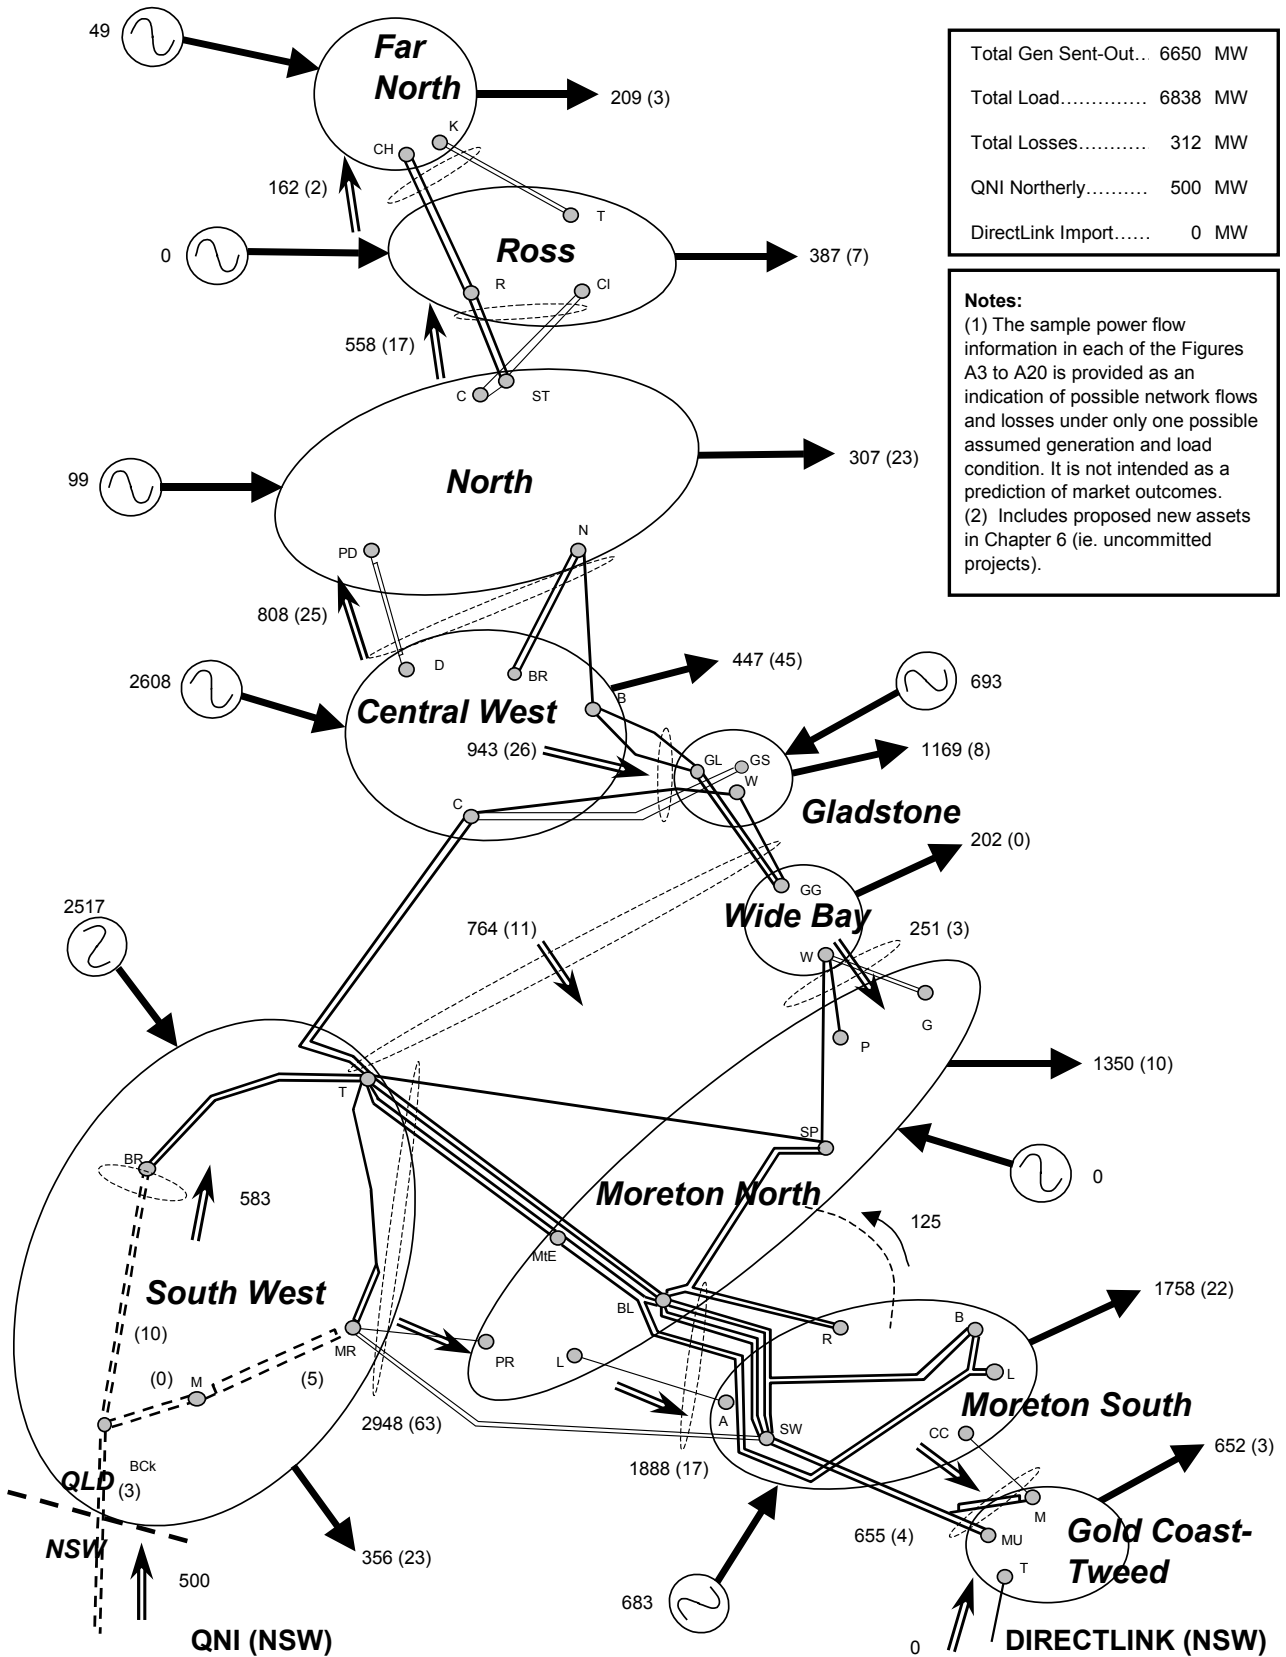 49
Far
North
209 (3)
K
CH
162 (2)
T
0
Ross
387 (7)
R
CI
558 (17)
C
ST
307 (23)
99
North
N
PD
808 (25)
D
BR
447 (45)
2608
B
693
Central West
943 (26)
GL
GS
W
1169 (8)
C
Gladstone
202 (0)
GG
2517
Wide Bay
764 (11)
W
251 (3)
G
P
1350 (10)
T
SP
BR
583
Moreton North
0
125
MtE
South West
1758 (22)
(10)
BL
B
R
MR
PR
L
L
(0)
M
(5)
A
Moreton South
2948 (63)
SW
CC
652 (3)
BCk
1888 (17)
QLD
(3)
M
655 (4)
MU
Gold Coast-
Tweed
NSW
356 (23)
T
500
683
0
QNI (NSW)
DIRECTLINK (NSW)
Total Gen Sent-Out... 6650 MW
Total Load.............. 6838 MW
Total Losses........... 312 MW
QNI Northerly.......... 500 MW
DirectLink Import...... 0 MW
Notes:
(1) The sample power flow
information in each of the Figures
A3 to A20 is provided as an
indication of possible network flows
and losses under only one possible
assumed generation and load
condition. It is not intended as a
prediction of market outcomes.
(2) Includes proposed new assets
in Chapter 6 (ie. uncommitted
projects).